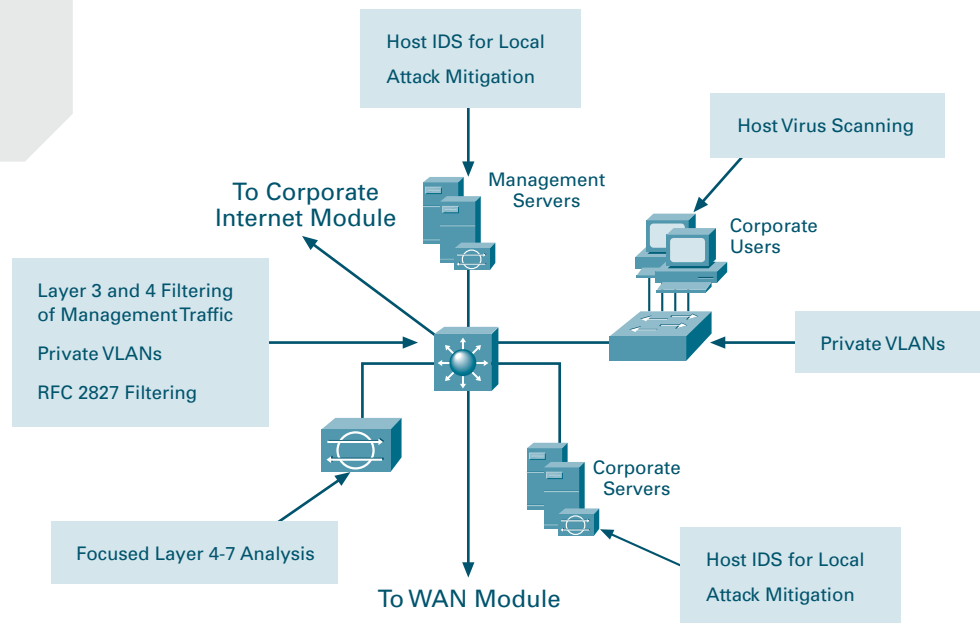 Host IDS for Local
Attack Mitigation
Host Virus Scanning
To Corporate
Internet Module
Management
Servers
Corporate
Users
Layer 3 and 4 Filtering
of Management Traffic
Private VLANs
RFC 2827 Filtering
Private VLANs
Corporate
Servers
Focused Layer 4-7 Analysis
Host IDS for Local
Attack Mitigation
To WAN Module